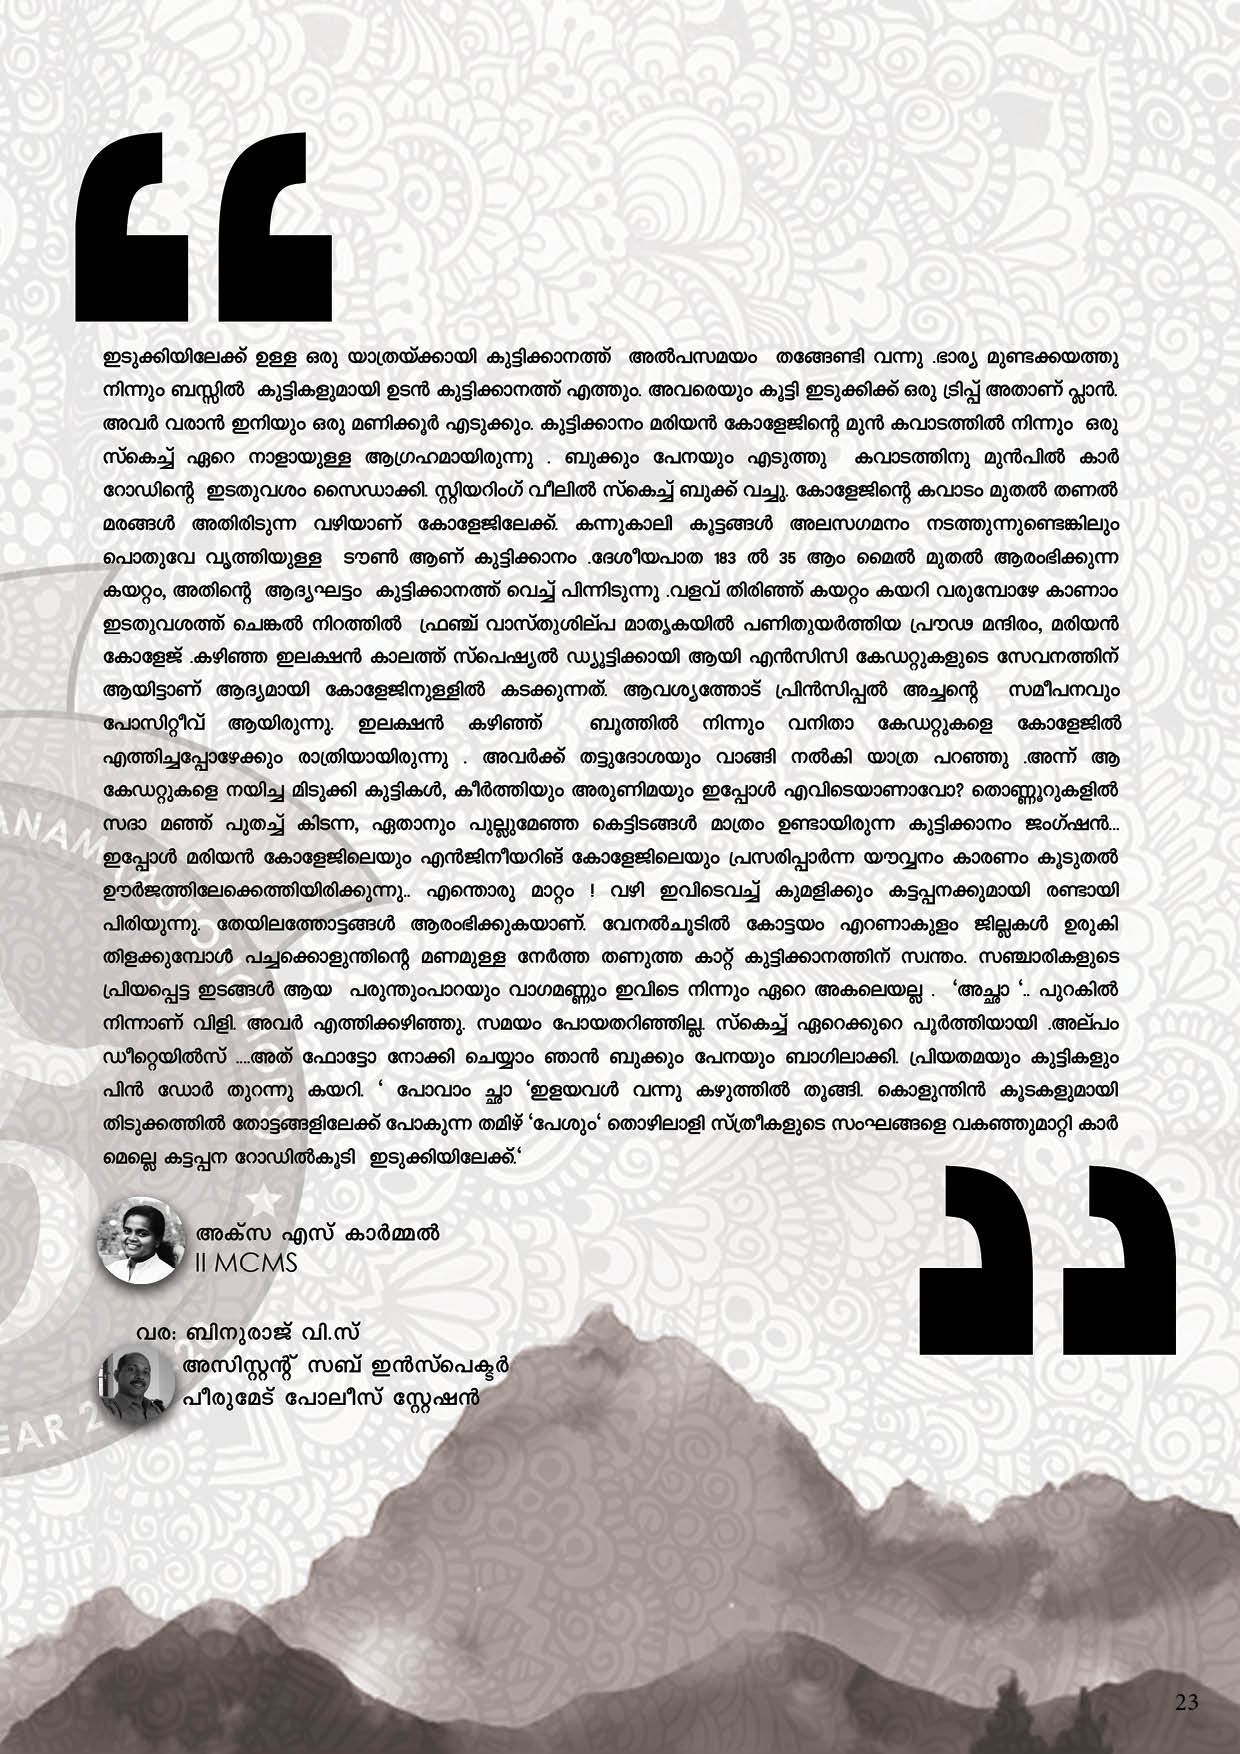 ഇടുക്കിയിലേക്ക് ഉള്ള ഒരു യാത്രയ്ക്കായി കുട്ടിക്കാനത്ത് അൽപസമയം തങ്ങേണ്ടി വന്നു .ഭാര്യ മുണ്ടക്കയത്തു
നിന്നും ബസ്സിൽ കുട്ടികളുമായി ഉടൻ കുട്ടിക്കാനത്ത് എത്തും. അവരെയും കൂട്ടി ഇടുക്കിക്ക് ഒരു ട്രിപ്പ് അതാണ് പ്ലാൻ.
അവർ വരാൻ ഇനിയും ഒരു മണിക്കൂർ എടുക്കും. കുട്ടിക്കാനം മരിയൻ കോളേജിന്റെ മുൻ കവാടത്തിൽ നിന്നും ഒരു
സ്കെച്ച് ഏറെ നാളായുള്ള ആഗ്രഹമായിരുന്നു . ബുക്കും പേനയും എടുത്തു കവാടത്തിനു മുൻപിൽ കാർ
റോഡിന്റെ ഇടതുവശം സൈഡാക്കി. സ്റ്റിയറിംഗ് വീലിൽ സ്കെച്ച് ബുക്ക് വച്ചു. കോളേജിന്റെ കവാടം മുതൽ തണൽ
മരങ്ങൾ അതിരിടുന്ന വഴിയാണ് കോളേജിലേക്ക്. കന്നുകാലി കൂട്ടങ്ങൾ അലസഗമനം നടത്തുന്നുണ്ടെങ്കിലും
പൊതുവേ വൃത്തിയുള്ള ടൗൺ ആണ് കുട്ടിക്കാനം .ദേശീയപാത 183 ൽ 35 ആം മൈൽ മുതൽ ആരംഭിക്കുന്ന
കയറ്റം, അതിന്റെ ആദ്യഘട്ടം കുട്ടിക്കാനത്ത് വെച്ച് പിന്നിടുന്നു .വളവ് തിരിഞ്ഞ് കയറ്റം കയറി വരുമ്പോഴേ കാണാം
ഇടതുവശത്ത് ചെങ്കൽ നിറത്തിൽ ഫ്രഞ്ച് വാസ്തുശില്പ മാതൃകയിൽ പണിതുയർത്തിയ പ്രൗഢ മന്ദിരം, മരിയൻ
കോളേജ് .കഴിഞ്ഞ ഇലക്ഷൻ കാലത്ത് സ്പെഷ്യൽ ഡ്യൂട്ടിക്കായി ആയി എൻസിസി കേഡറ്റുകളുടെ സേവനത്തിന്
ആയിട്ടാണ് ആദ്യമായി കോളേജിനുള്ളിൽ കടക്കുന്നത്. ആവശ്യത്തോട് പ്രിൻസിപ്പൽ അച്ചന്റെ സമീപനവും
പോസിറ്റീവ് ആയിരുന്നു. ഇലക്ഷൻ കഴിഞ്ഞ് ബൂത്തിൽ നിന്നും വനിതാ കേഡറ്റുകളെ കോളേജിൽ
എത്തിച്ചപ്പോഴേക്കും രാത്രിയായിരുന്നു . അവർക്ക് തട്ടുദോശയും വാങ്ങി നൽകി യാത്ര പറഞ്ഞു .അന്ന് ആ
കേഡറ്റുകളെ നയിച്ച മിടുക്കി കുട്ടികൾ, കീർത്തിയും അരുണിമയും ഇപ്പോൾ എവിടെയാണാവോ? തൊണ്ണൂറുകളിൽ
സദാ മഞ്ഞ് പുതച്ച് കിടന്ന, ഏതാനും പുല്ലുമേഞ്ഞ കെട്ടിടങ്ങൾ മാത്രം ഉണ്ടായിരുന്ന കുട്ടിക്കാനം ജംഗ്ഷൻ...
ഇപ്പോൾ മരിയൻ കോളേജിലെയും എൻജിനീയറിങ് കോളേജിലെയും പ്രസരിപ്പാർന്ന യൗവ്വനം കാരണം കൂടുതൽ
ഊർജത്തിലേക്കെത്തിയിരിക്കുന്നു.. എന്തൊരു മാറ്റം ! വഴി ഇവിടെവച്ച് കുമളിക്കും കട്ടപ്പനക്കുമായി രണ്ടായി
പിരിയുന്നു. തേയിലത്തോട്ടങ്ങൾ ആരംഭിക്കുകയാണ്. വേനൽചൂടിൽ കോട്ടയം എറണാകുളം ജില്ലകൾ ഉരുകി
തിളക്കുമ്പോൾ പച്ചക്കൊളുന്തിന്റെ മണമുള്ള നേർത്ത തണുത്ത കാറ്റ് കുട്ടിക്കാനത്തിന് സ്വന്തം. സഞ്ചാരികളുടെ
പ്രിയപ്പെട്ട ഇടങ്ങൾ ആയ പരുന്തുംപാറയും വാഗമണ്ണും ഇവിടെ നിന്നും ഏറെ അകലെയല്ല . ‘അച്ഛാ ‘.. പുറകിൽ
നിന്നാണ് വിളി. അവർ എത്തിക്കഴിഞ്ഞു. സമയം പോയതറിഞ്ഞില്ല. സ്കെച്ച് ഏറെക്കുറെ പൂർത്തിയായി .അല്പം
ഡീറ്റെയിൽസ് ....അത് ഫോട്ടോ നോക്കി ചെയ്യാം ഞാൻ ബുക്കും പേനയും ബാഗിലാക്കി. പ്രിയതമയും കുട്ടികളും
പിൻ ഡോർ തുറന്നു കയറി. ‘ പോവാം ച്ഛാ ‘ഇളയവൾ വന്നു കഴുത്തിൽ തൂങ്ങി. കൊളുന്തിൻ കൂടകളുമായി
തിടുക്കത്തിൽ തോട്ടങ്ങളിലേക്ക് പോകുന്ന തമിഴ് ‘പേശും‘ തൊഴിലാളി സ്ത്രീകളുടെ സംഘങ്ങളെ വകഞ്ഞുമാറ്റി കാർ
മെല്ലെ കട്ടപ്പന റോഡിൽകൂടി ഇടുക്കിയിലേക്ക്.‘
അക്സ എസ് കാർമ്മൽ
II MCMS
വര: ബിനുരാജ് വി.സ്
അസിസ്റ്റന്റ് സബ് ഇൻസ്പെക്ടർ
പീരുമേട് പോലീസ് സ്റ്റേഷൻ
23